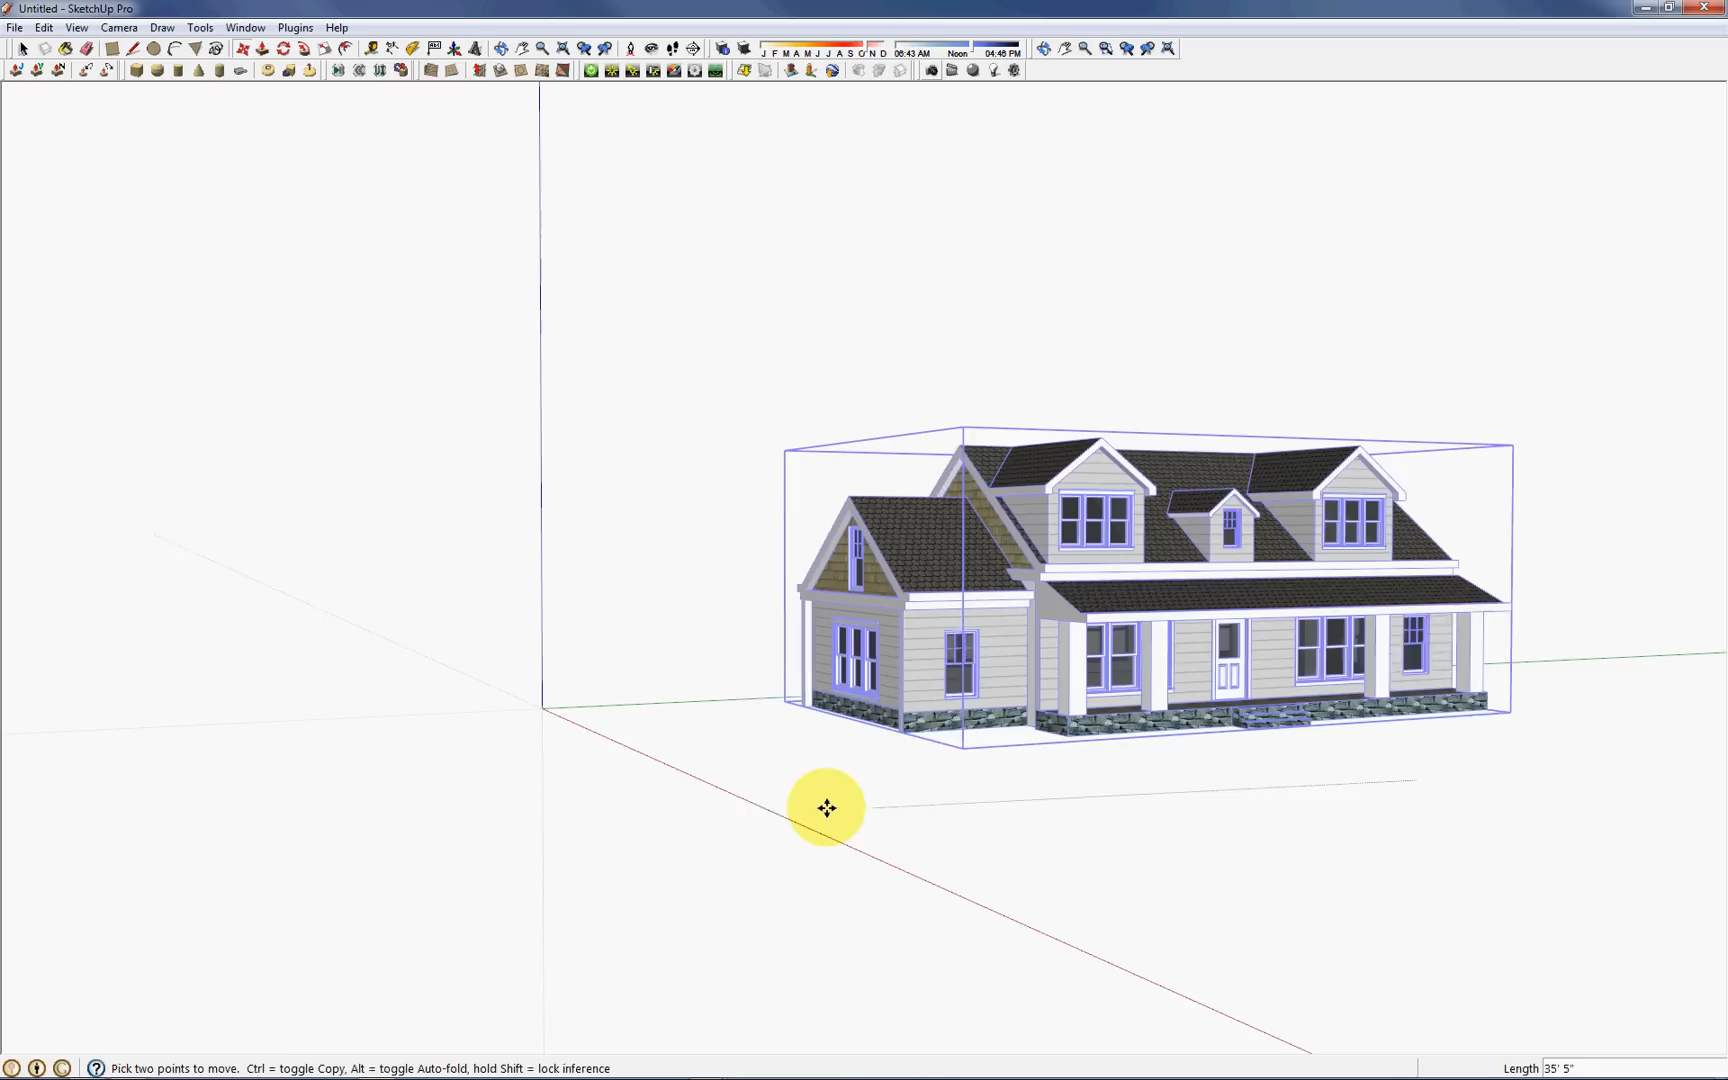 Untitled - SketchUp Pro
File Edit View Camera Draw Tools Window Plugins Help
J F M A M J J A S O N D 06:43 AM Noon 04:46 PM
Pick two points to move. Ctrl = toggle Copy, Alt = toggle Auto-fold, hold Shift = lock inference
Length 35' 5"